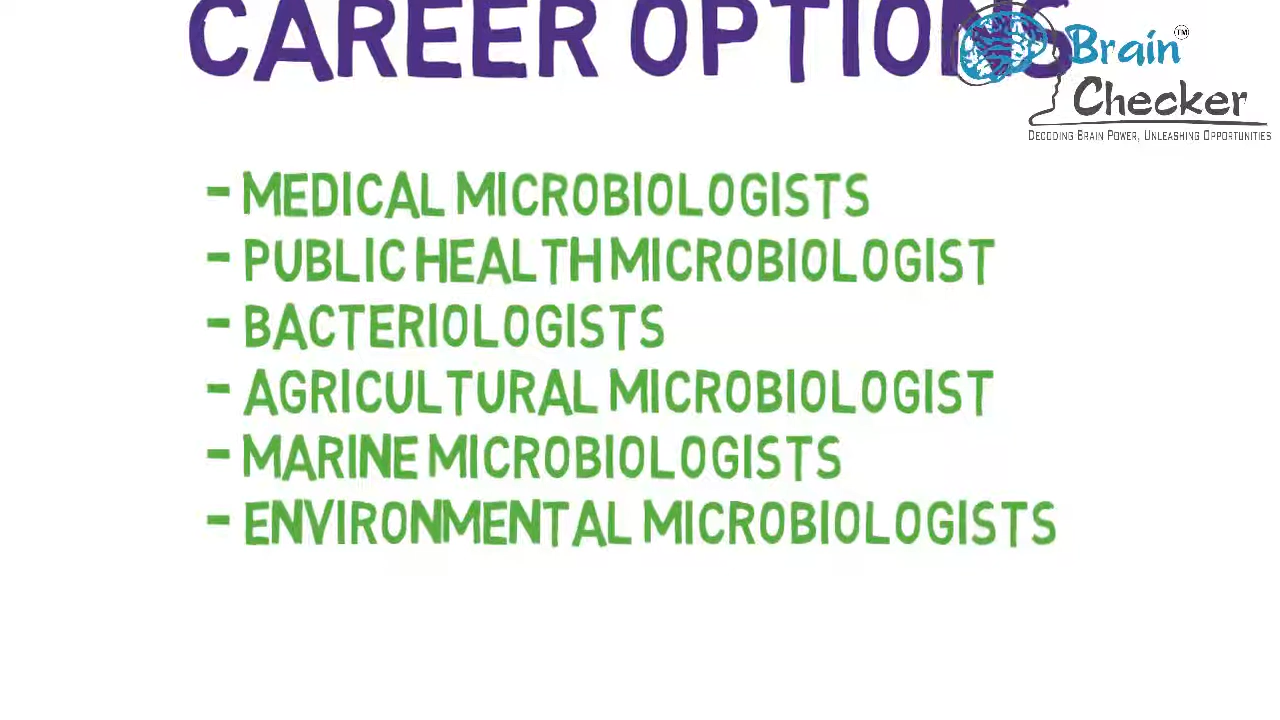 CAREER OPTIONS
Brain TM
Checker
DECODING BRAIN POWER, UNLEASHING OPPORTUNITIES
- MEDICAL MICROBIOLOGISTS
- PUBLIC HEALTH MICROBIOLOGIST
- BACTERIOLOGISTS
- AGRICULTURAL MICROBIOLOGIST
- MARINE MICROBIOLOGISTS
- ENVIRONMENTAL MICROBIOLOGISTS